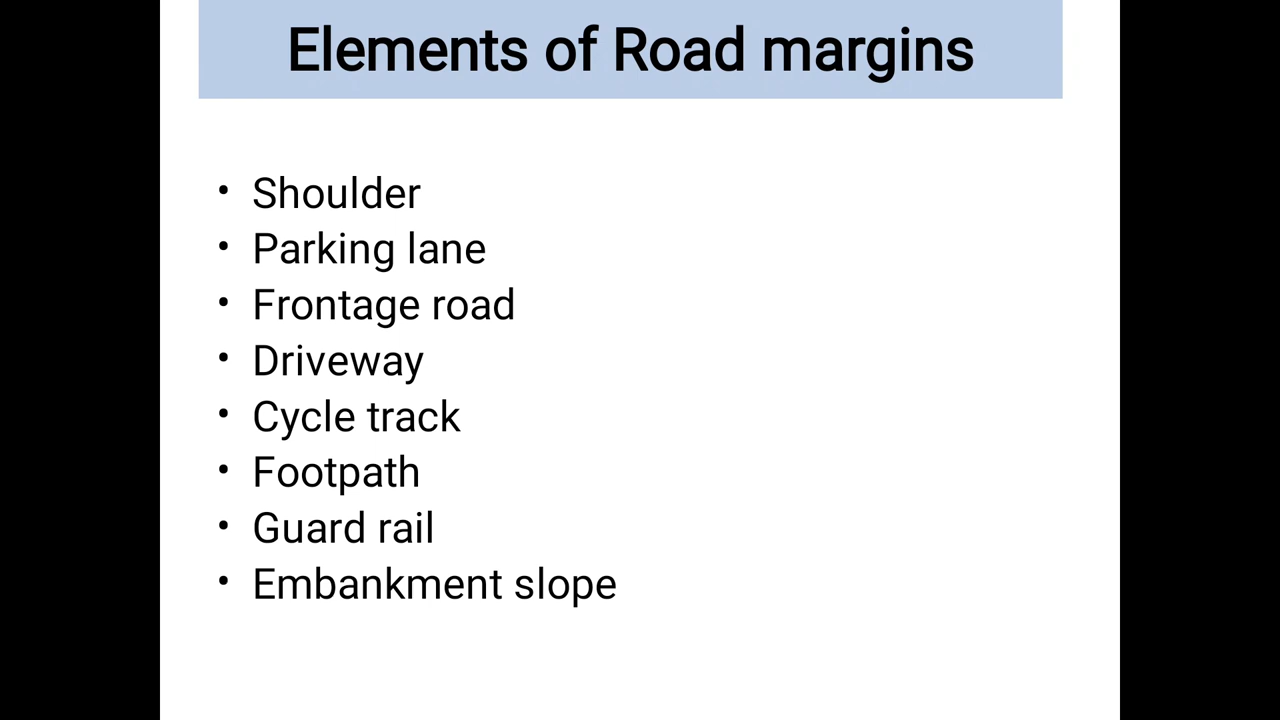 Elements of Road margins
• Shoulder
• Parking lane
• Frontage road
• Driveway
• Cycle track
• Footpath
• Guard rail
• Embankment slope